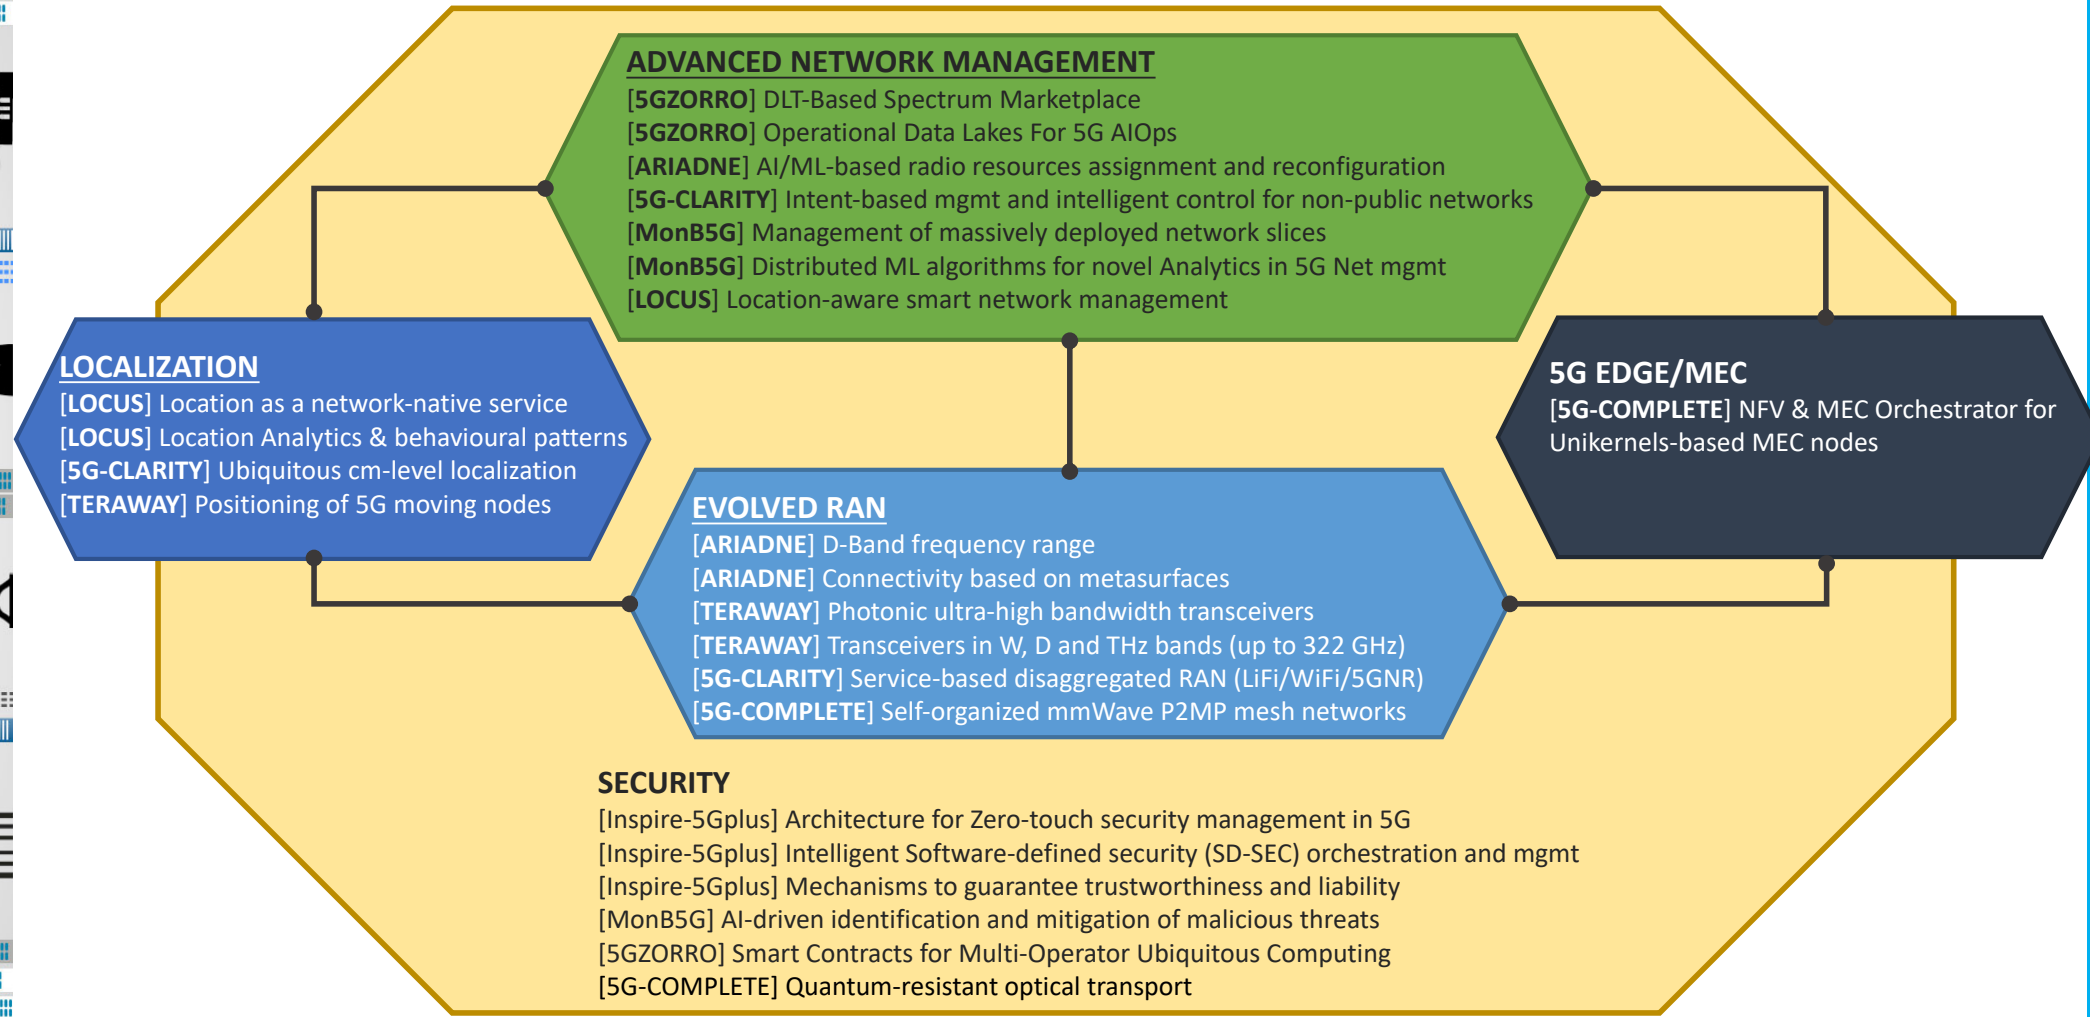 ADVANCED NETWORK MANAGEMENT
[5GZORRO] DLT-Based Spectrum Marketplace
[5GZORRO] Operational Data Lakes For 5G AIOps
[ARIADNE] AI/ML-based radio resources assignment and reconfiguration
[5G-CLARITY] Intent-based mgmt and intelligent control for non-public networks
[MonB5G] Management of massively deployed network slices
[MonB5G] Distributed ML algorithms for novel Analytics in 5G Net mgmt
[LOCUS] Location-aware smart network management
LOCALIZATION
[LOCUS] Location as a network-native service
[LOCUS] Location Analytics & behavioural patterns
[5G-CLARITY] Ubiquitous cm-level localization
[TERAWAY] Positioning of 5G moving nodes
5G EDGE/MEC
[5G-COMPLETE] NFV & MEC Orchestrator for
Unikernels-based MEC nodes
EVOLVED RAN
[ARIADNE] D-Band frequency range
[ARIADNE] Connectivity based on metasurfaces
[TERAWAY] Photonic ultra-high bandwidth transceivers
[TERAWAY] Transceivers in W, D and THz bands (up to 322 GHz)
[5G-CLARITY] Service-based disaggregated RAN (LiFi/WiFi/5GNR)
[5G-COMPLETE] Self-organized mmWave P2MP mesh networks
SECURITY
[Inspire-5Gplus] Architecture for Zero-touch security management in 5G
[Inspire-5Gplus] Intelligent Software-defined security (SD-SEC) orchestration and mgmt
[Inspire-5Gplus] Mechanisms to guarantee trustworthiness and liability
[MonB5G] AI-driven identification and mitigation of malicious threats
[5GZORRO] Smart Contracts for Multi-Operator Ubiquitous Computing
[5G-COMPLETE] Quantum-resistant optical transport